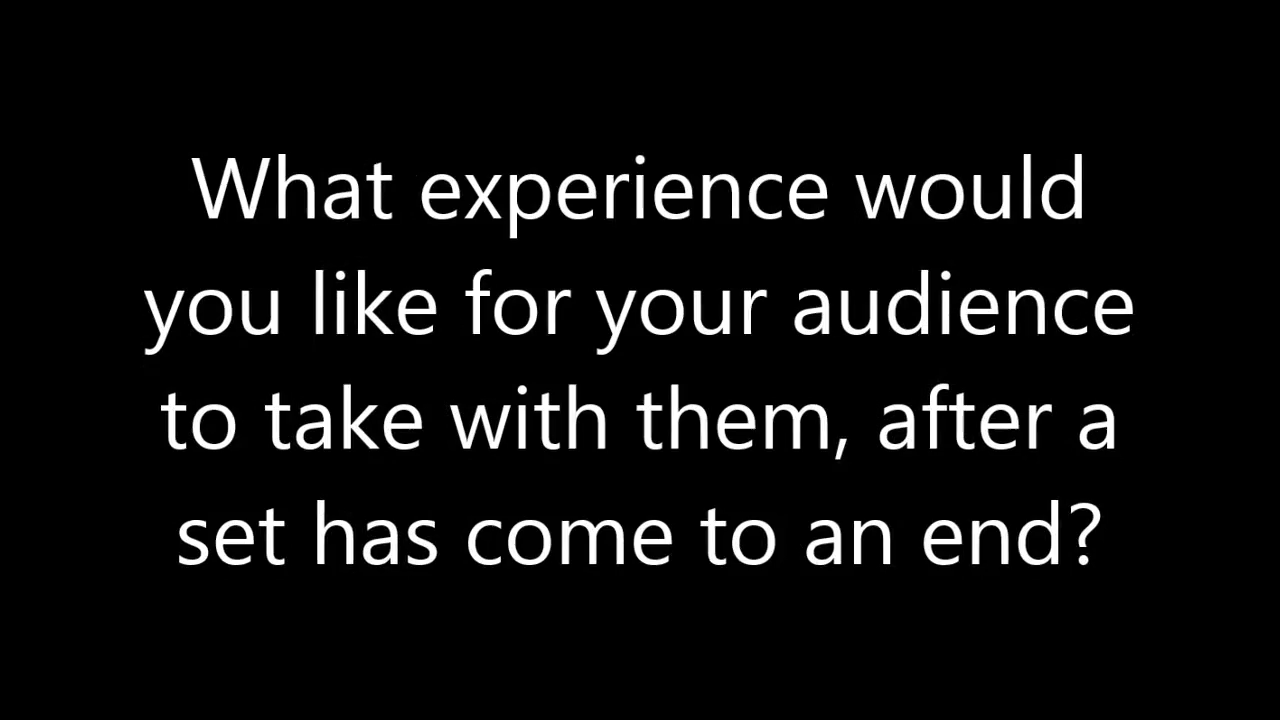 What experience would
you like for your audience
to take with them, after a
set has come to an end?